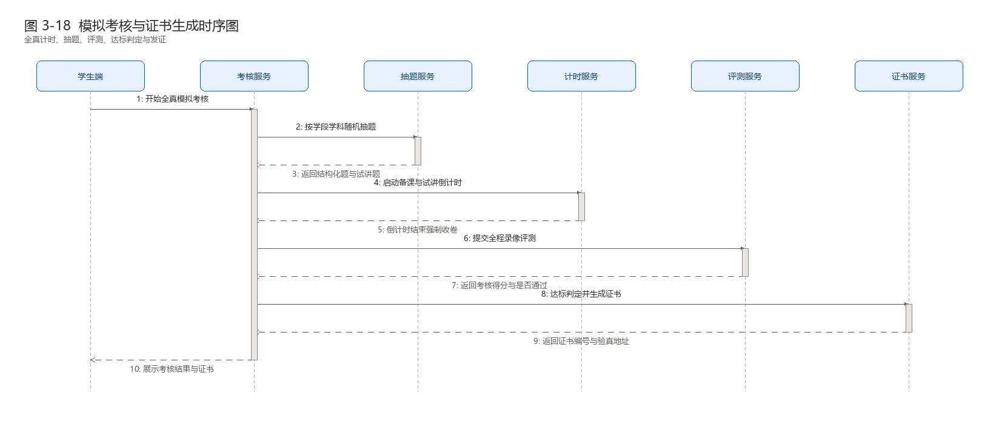 图 3-18 模拟考核与证书生成时序图
全真计时、抽题、评测、达标判定与发证
学生端
考核服务
抽题服务
计时服务
评测服务
证书服务
1: 开始全真模拟考核
2: 按学段学科随机抽题
3: 返回结构化题与试讲题
4: 启动备课与试讲倒计时
5: 倒计时结束强制收卷
6: 提交全程录像评测
7: 返回考核得分与是否通过
8: 达标判定并生成证书
9: 返回证书编号与验真地址
10: 展示考核结果与证书